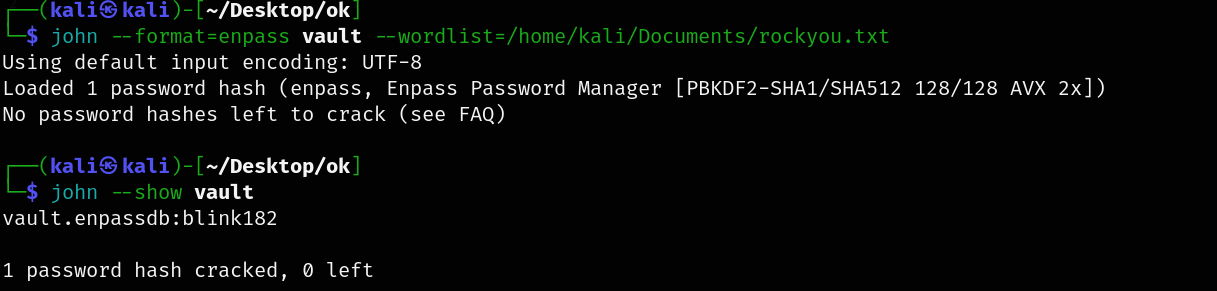 ┌──(kali㉿kali)-[~/Desktop/ok]
└─$ john --format=enpass vault --wordlist=/home/kali/Documents/rockyou.txt
Using default input encoding: UTF-8
Loaded 1 password hash (enpass, Enpass Password Manager [PBKDF2-SHA1/SHA512 128/128 AVX 2x])
No password hashes left to crack (see FAQ)
┌──(kali㉿kali)-[~/Desktop/ok]
└─$ john --show vault
vault.enpassdb:blink182
1 password hash cracked, 0 left